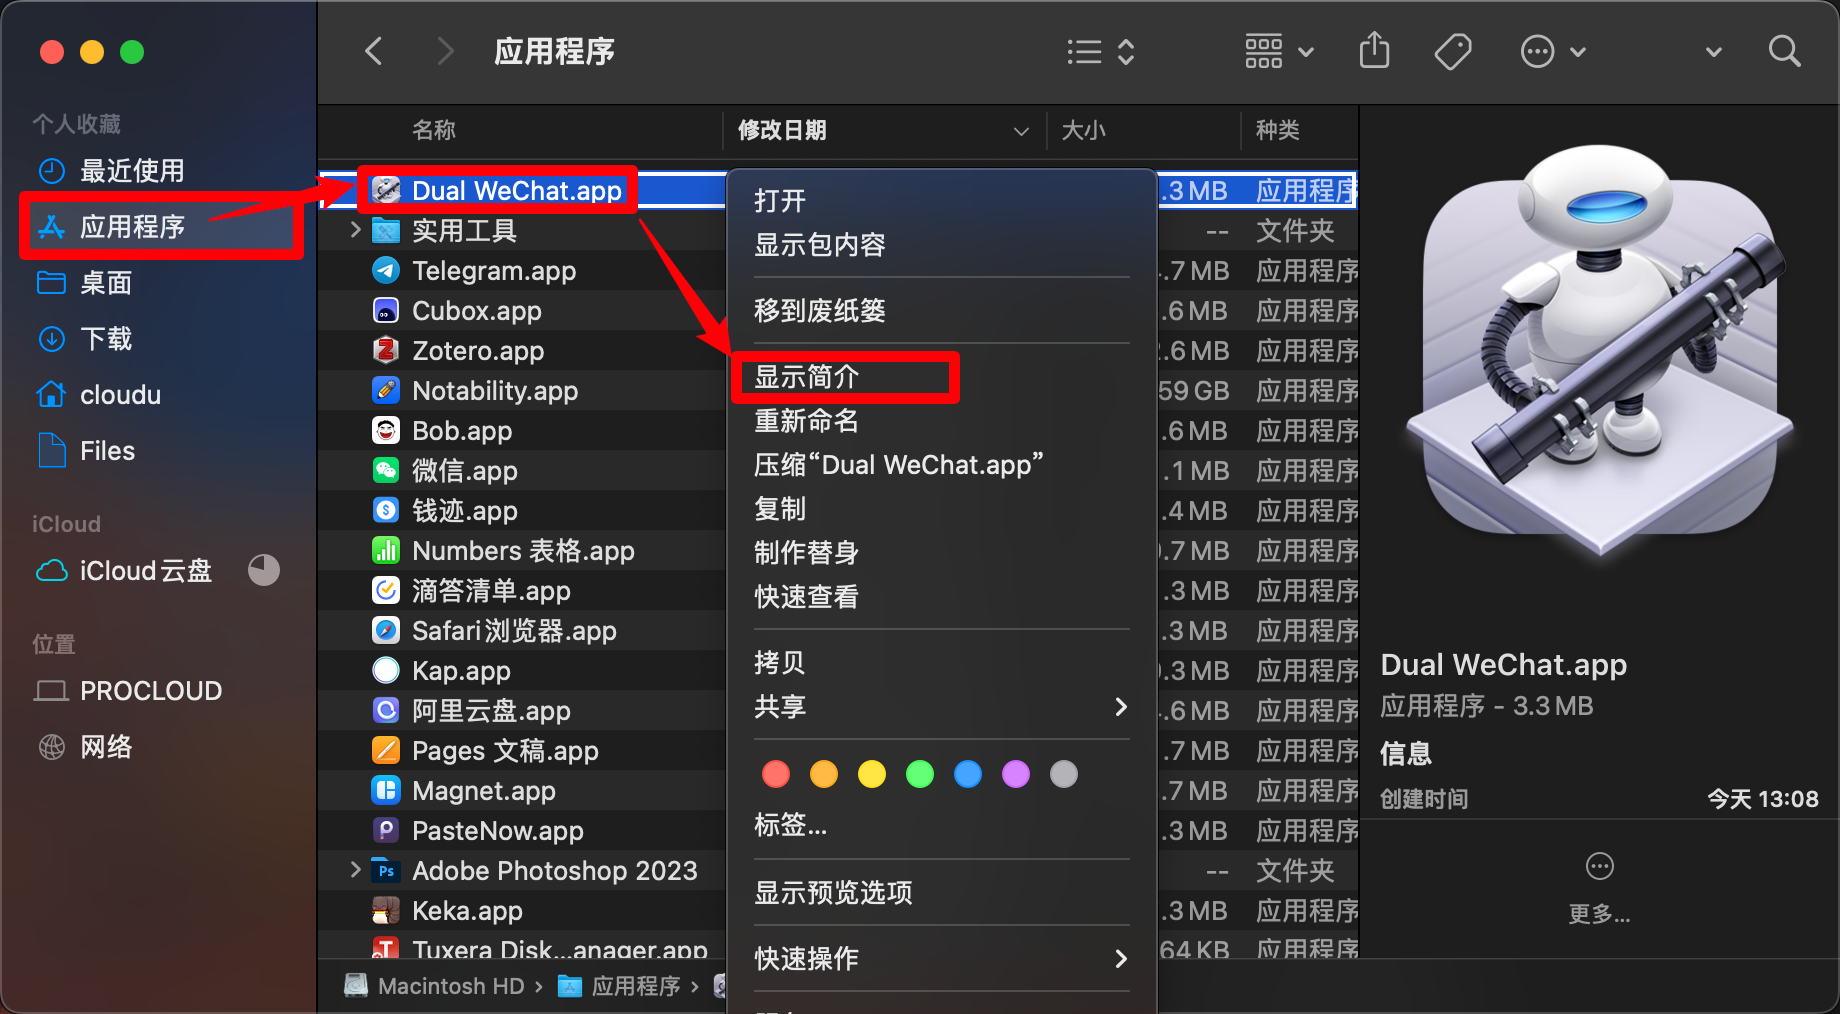 应用程序
个人收藏
最近使用
应用程序
桌面
下载
cloudu
Files
iCloud
iCloud云盘
位置
PROCLOUD
网络
名称
修改日期
大小
种类
Dual WeChat.app
.3 MB
应用程序
实用工具
--
文件夹
Telegram.app
.7 MB
应用程序
Cubox.app
.6 MB
应用程序
Zotero.app
.6 MB
应用程序
Notability.app
59 GB
应用程序
Bob.app
.6 MB
应用程序
微信.app
.1 MB
应用程序
钱迹.app
.4 MB
应用程序
Numbers 表格.app
.7 MB
应用程序
滴答清单.app
.3 MB
应用程序
Safari浏览器.app
.3 MB
应用程序
Kap.app
.3 MB
应用程序
阿里云盘.app
.6 MB
应用程序
Pages 文稿.app
.7 MB
应用程序
Magnet.app
.7 MB
应用程序
PasteNow.app
.3 MB
应用程序
Ps
Adobe Photoshop 2023
--
文件夹
Keka.app
.3 MB
应用程序
Tuxera Disk...anager.app
64 KB
应用程序
Macintosh HD › 应用程序 ›
打开
显示包内容
移到废纸篓
显示简介
重新命名
压缩“Dual WeChat.app”
复制
制作替身
快速查看
拷贝
共享
标签...
显示预览选项
快速操作
Dual WeChat.app
应用程序 - 3.3 MB
信息
创建时间
今天 13:08
更多...